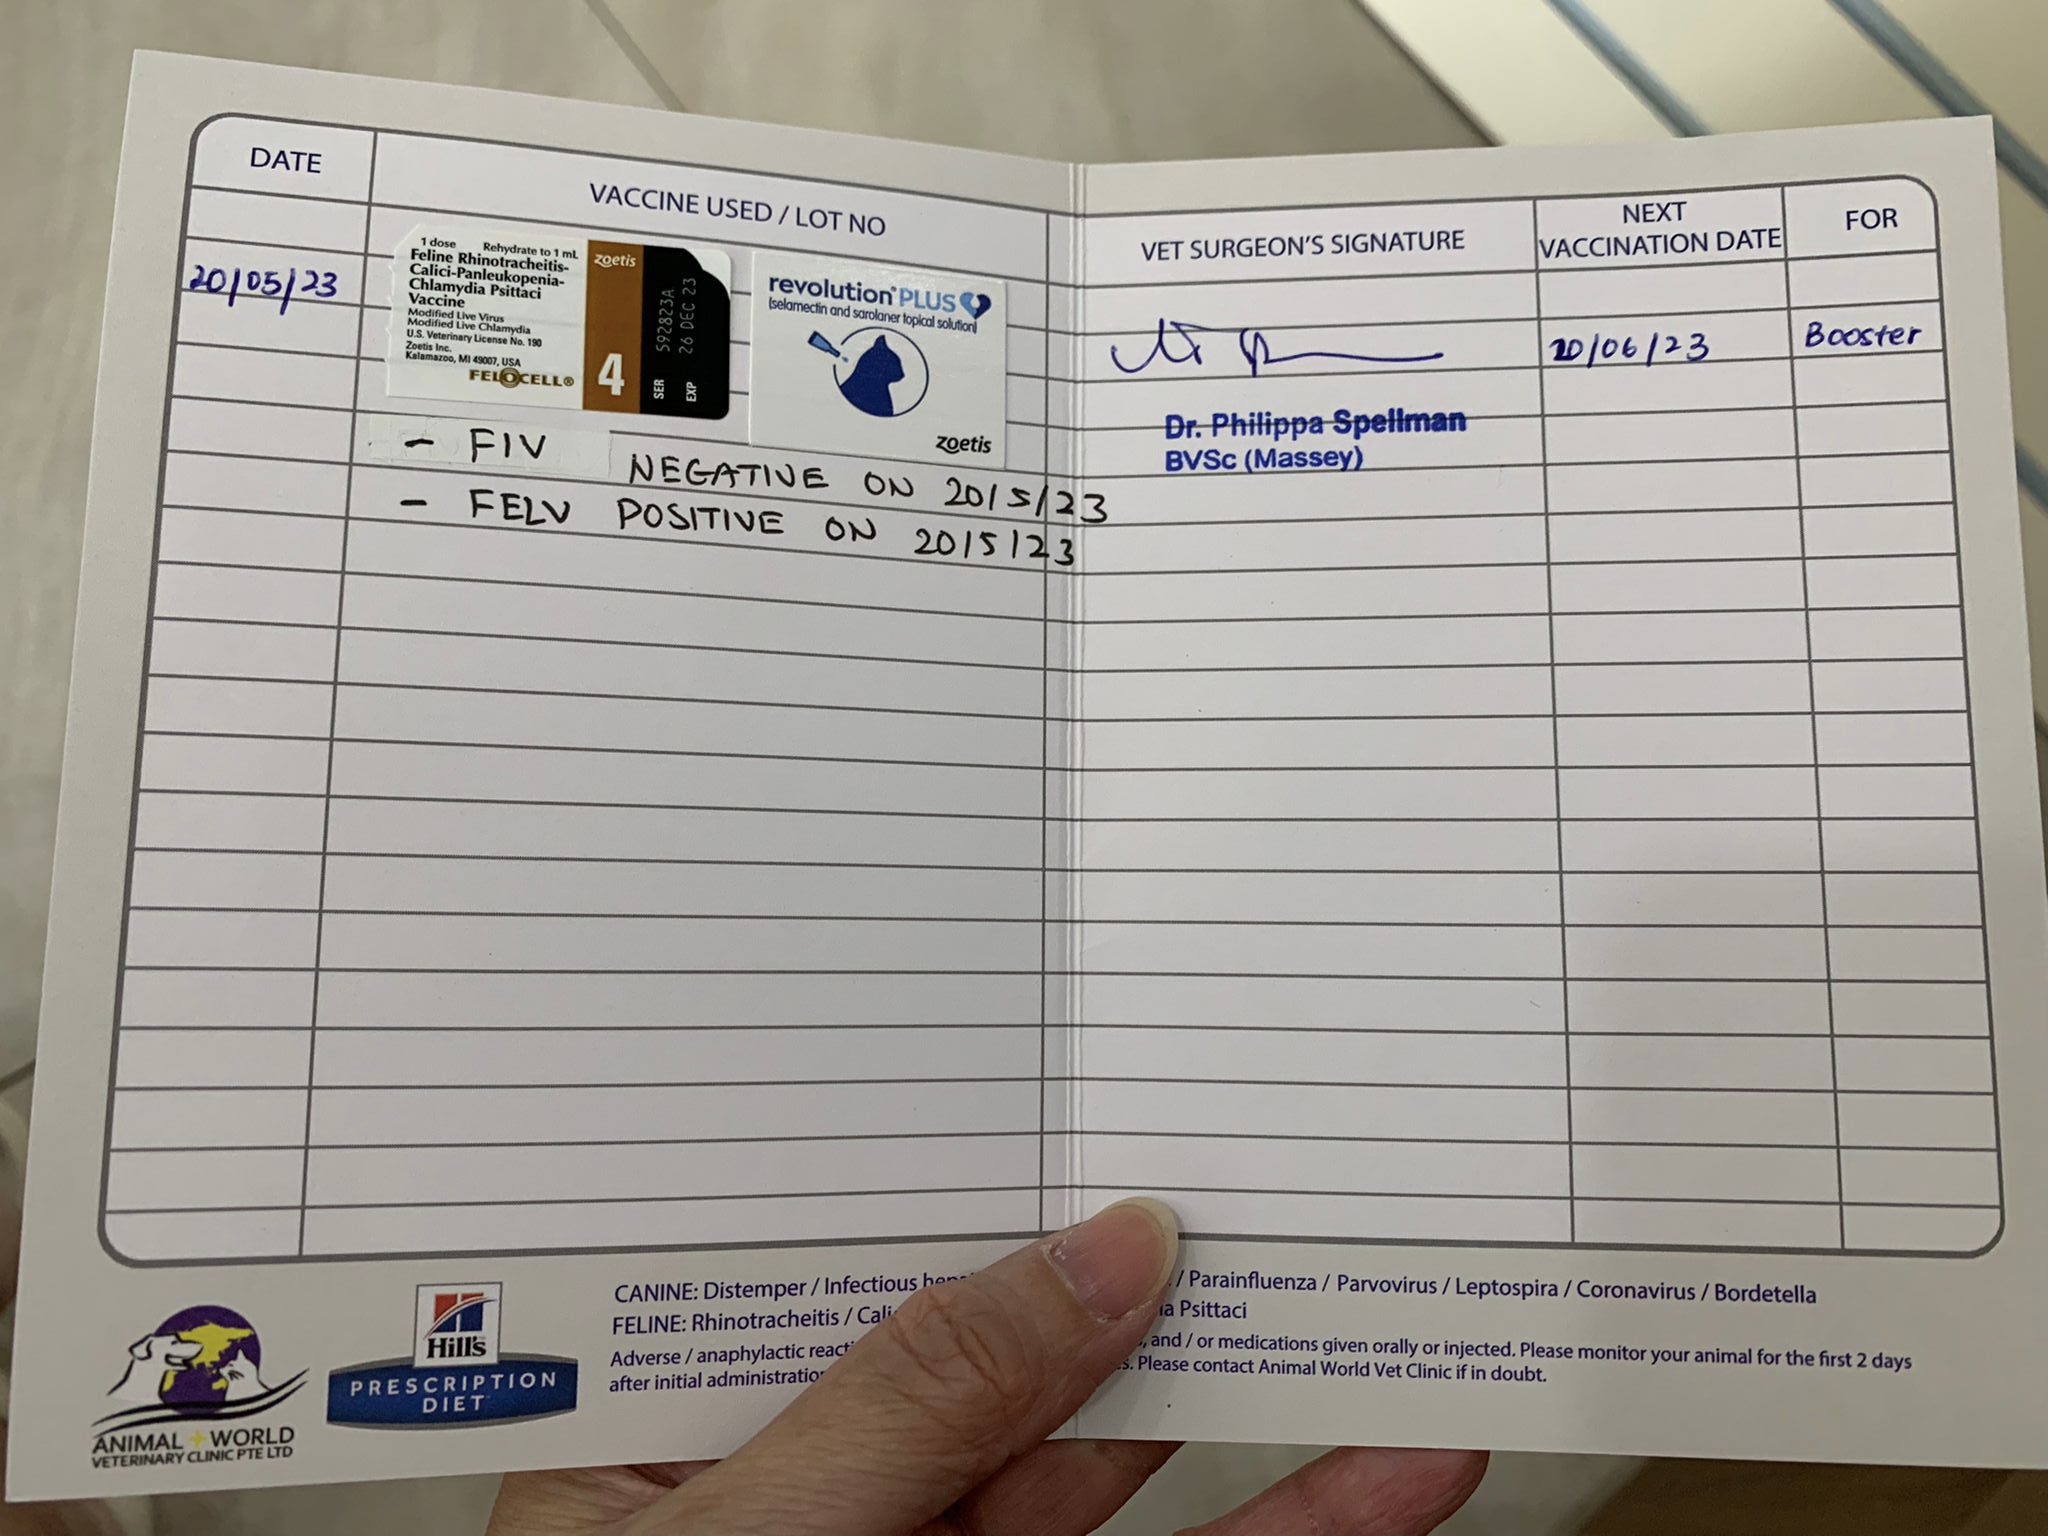 DATE
VACCINE USED / LOT NO
VET SURGEON'S SIGNATURE
NEXT
VACCINATION DATE
FOR
20/05/23
1 dose Rehydrate to 1 mL
Feline Rhinotracheitis-
Calici-Panleukopenia-
Chlamydia Psittaci
Vaccine
Modified Live Virus
Modified Live Chlamydia
U.S. Veterinary License No. 190
Zoetis Inc.
Kalamazoo, MI 49007, USA
FELOCELL®
zoetis
4
SER 592823A
EXP 26 DEC 23
revolution® PLUS
(selamectin and sarolaner topical solution)
zoetis
20/06/23
Booster
Dr. Philippa Spellman
BVSc (Massey)
- FIV NEGATIVE ON 20/5/23
- FELV POSITIVE ON 20/5/23
CANINE: Distemper / Infectious / Parainfluenza / Parvovirus / Leptospira / Coronavirus / Bordetella
FELINE: Rhinotracheitis / Psittaci
Adverse / anaphylactic and / or medications given orally or injected. Please monitor your animal for the first 2 days
after initial Please contact Animal World Vet Clinic if in doubt.
ANIMAL WORLD
VETERINARY CLINIC PTE LTD
Hill's
PRESCRIPTION
DIET